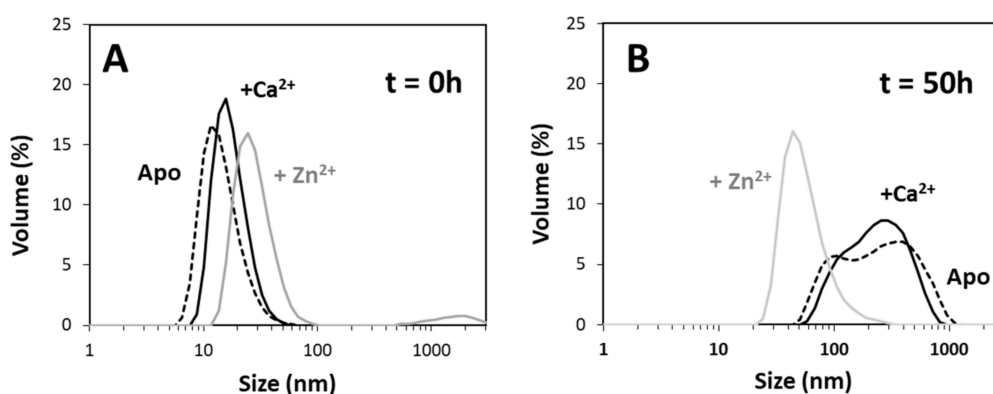 A
t = 0h
+Ca²⁺
Apo
+ Zn²⁺
Volume (%)
25
20
15
10
5
0
1
10
100
1000
Size (nm)
B
t = 50h
+ Zn²⁺
+Ca²⁺
Apo
Volume (%)
25
20
15
10
5
0
1
10
100
1000
Size (nm)